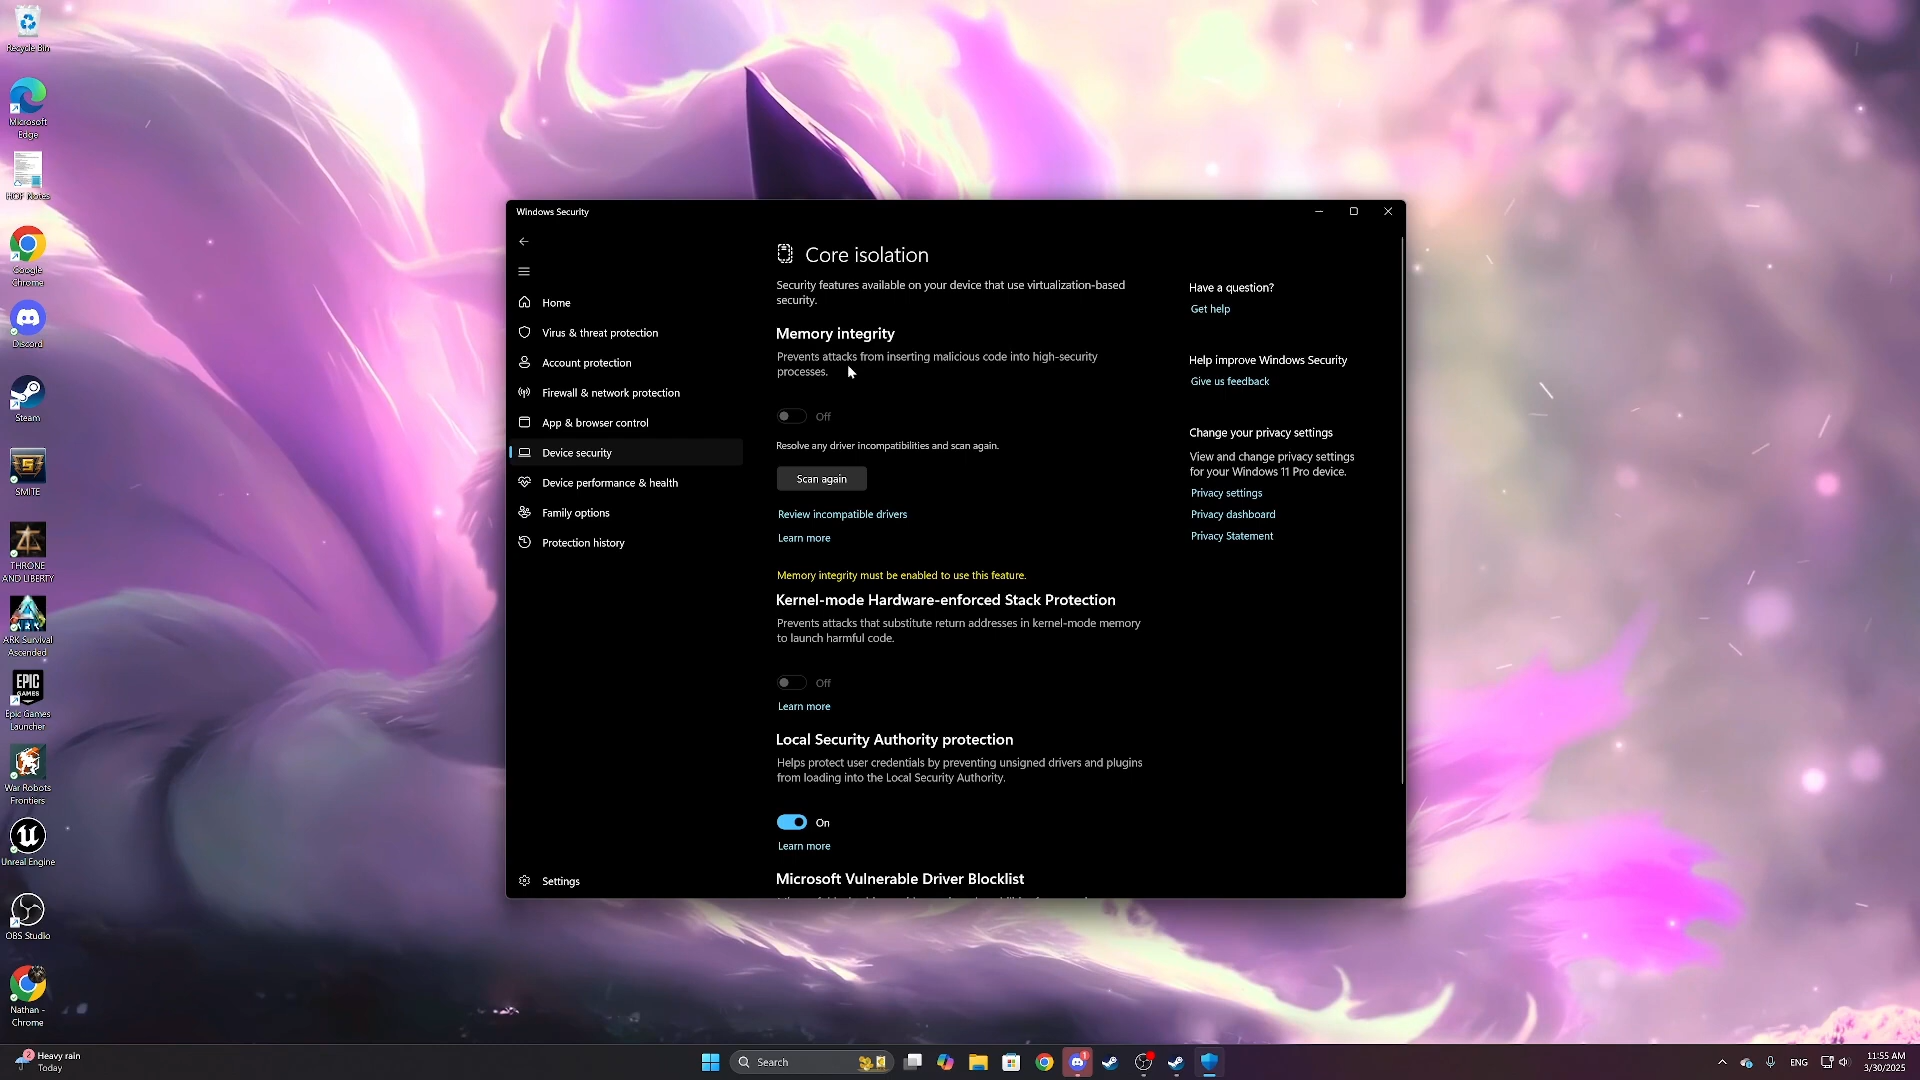 Recycle Bin
Microsoft
Edge
HOF Notes
Google
Chrome
Discord
Steam
SMITE
THRONE
AND LIBERTY
ARK Survival
Ascended
EPIC
GAMES
Epic Games
Launcher
War Robots
Frontiers
Unreal Engine
OBS Studio
Nathan -
Chrome
Windows Security
Home
Virus & threat protection
Account protection
Firewall & network protection
App & browser control
Device security
Device performance & health
Family options
Protection history
Settings
Core isolation
Security features available on your device that use virtualization-based
security.
Memory integrity
Prevents attacks from inserting malicious code into high-security
processes.
Off
Resolve any driver incompatibilities and scan again.
Scan again
Review incompatible drivers
Learn more
Memory integrity must be enabled to use this feature.
Kernel-mode Hardware-enforced Stack Protection
Prevents attacks that substitute return addresses in kernel-mode memory
to launch harmful code.
Off
Learn more
Local Security Authority protection
Helps protect user credentials by preventing unsigned drivers and plugins
from loading into the Local Security Authority.
On
Learn more
Microsoft Vulnerable Driver Blocklist
Have a question?
Get help
Help improve Windows Security
Give us feedback
Change your privacy settings
View and change privacy settings
for your Windows 11 Pro device.
Privacy settings
Privacy dashboard
Privacy Statement
2
Heavy rain
Today
Search
1
ENG
11:55 AM
3/30/2025